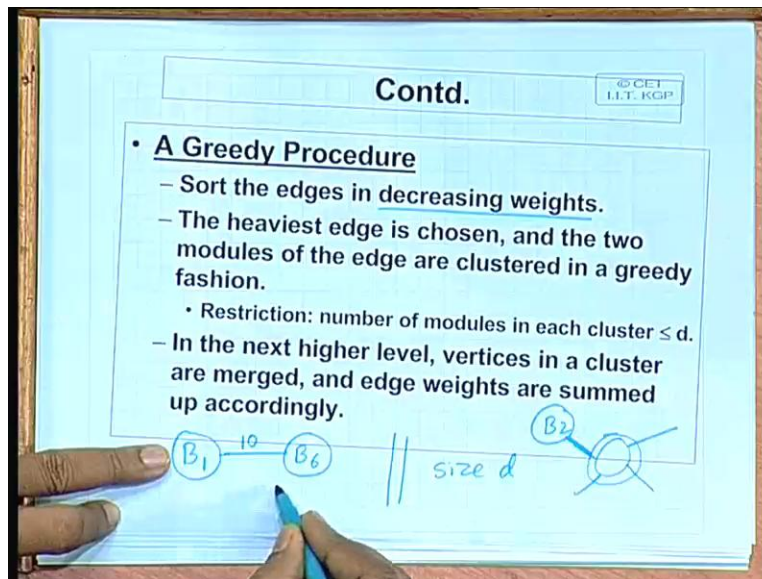 Contd.
© CET
I.I.T. KGP
• A Greedy Procedure
– Sort the edges in decreasing weights.
– The heaviest edge is chosen, and the two
modules of the edge are clustered in a greedy
fashion.
• Restriction: number of modules in each cluster ≤ d.
– In the next higher level, vertices in a cluster
are merged, and edge weights are summed
up accordingly.
B1 10 B6 size d B2